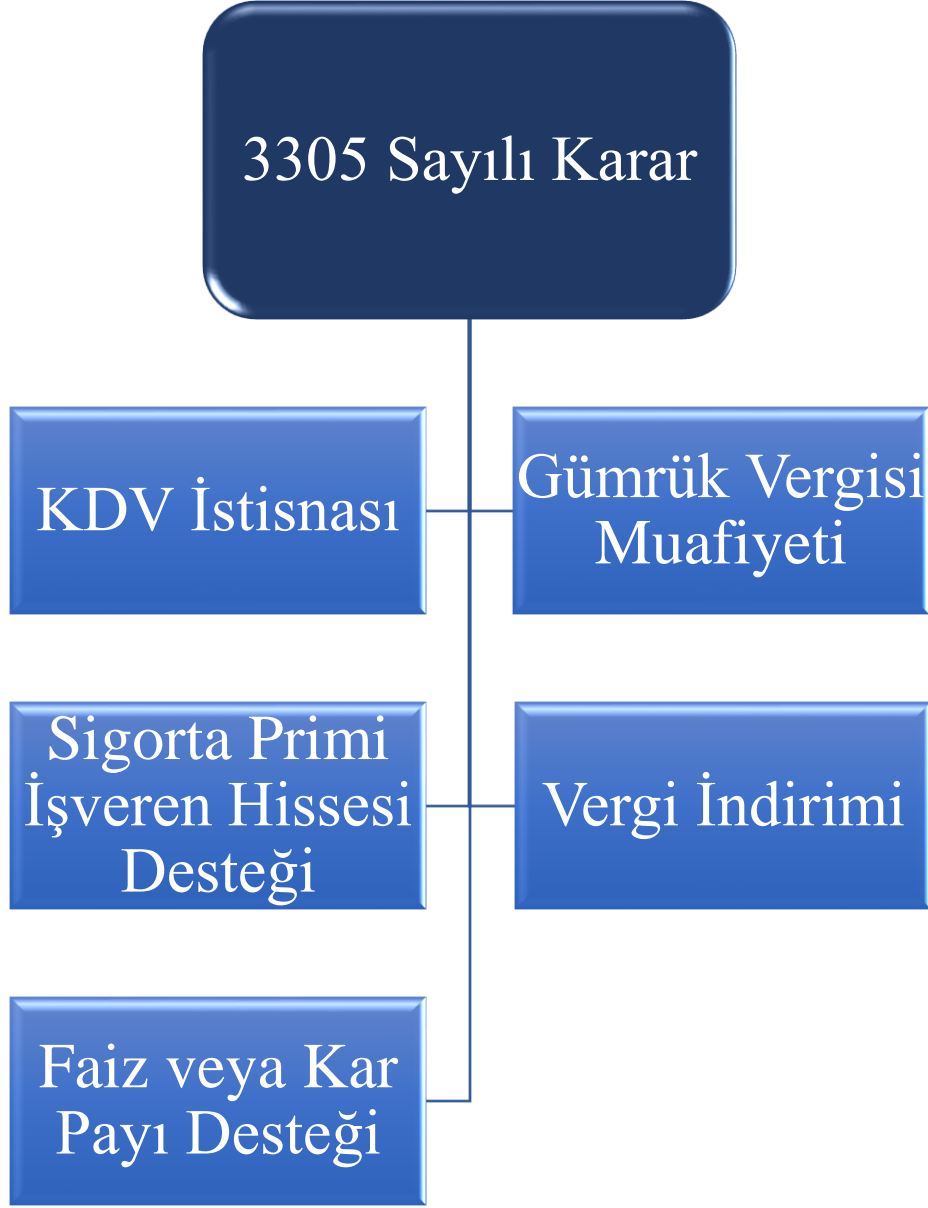 3305 Sayılı Karar
KDV İstisnası
Gümrük Vergisi
Muafiyeti
Sigorta Primi
İşveren Hissesi
Desteği
Vergi İndirimi
Faiz veya Kar
Payı Desteği